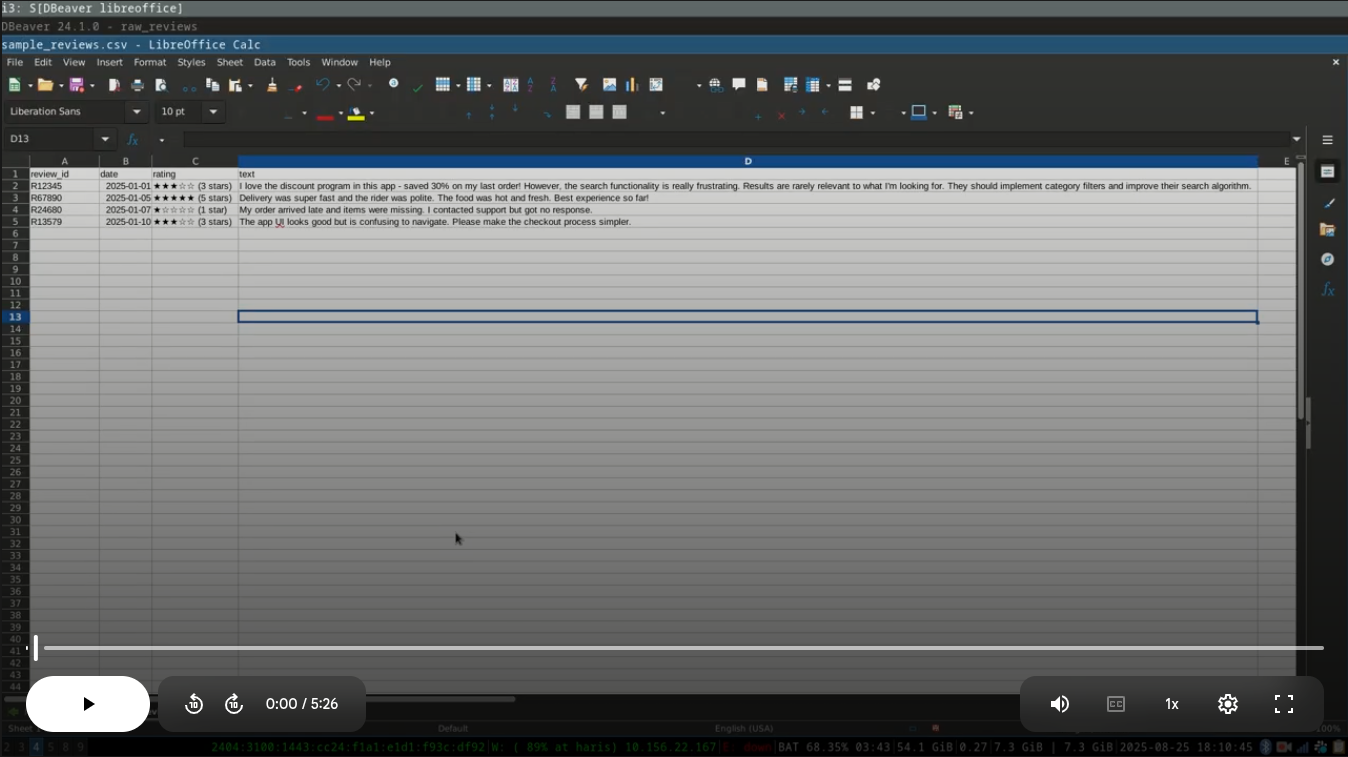 i3: S[DBeaver libreoffice]
DBeaver 24.1.0 - raw_reviews
sample_reviews.csv - LibreOffice Calc
File Edit View Insert Format Styles Sheet Data Tools Window Help
Liberation Sans 10 pt
D13
A B C D E
1 review_id date rating text
2 R12345 2025-01-01 ★★★☆☆ (3 stars) I love the discount program in this app - saved 30% on my last order! However, the search functionality is really frustrating. Results are rarely relevant to what I'm looking for. They should implement category filters and improve their search algorithm.
3 R67890 2025-01-05 ★★★★★ (5 stars) Delivery was super fast and the rider was polite. The food was hot and fresh. Best experience so far!
4 R24680 2025-01-07 ★☆☆☆☆ (1 star) My order arrived late and items were missing. I contacted support but got no response.
5 R13579 2025-01-10 ★★★☆☆ (3 stars) The app UI looks good but is confusing to navigate. Please make the checkout process simpler.
6
7
8
9
10
11
12
13
14
15
16
17
18
19
20
21
22
23
24
25
26
27
28
29
30
31
32
33
34
35
36
37
38
39
40
41
42
43
44
0:00 / 5:26 CC 1x
Default English (USA) 100%
2 3 4 5 8 9 2404:3100:1443:cc24:f1a1:e1d1:f93c:df92 W: ( 89% at haris) 10.156.22.167 E: down BAT 68.35% 03:43 54.1 GiB 0.27 7.3 GiB | 7.3 GiB 2025-08-25 18:10:45